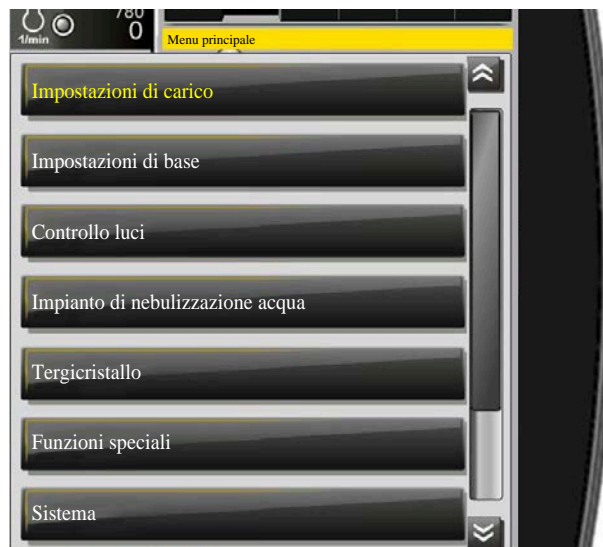 780
1/min
0
Menu principale
Impostazioni di carico
Impostazioni di base
Controllo luci
Impianto di nebulizzazione acqua
Tergicristallo
Funzioni speciali
Sistema